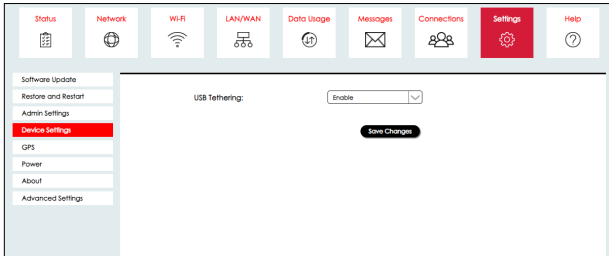 Status Network Wi-Fi LAN/WAN Data Usage Messages Connections Settings Help
Software Update
Restore and Restart
Admin Settings
Device Settings
GPS
Power
About
Advanced Settings
USB Tethering: Enable
Save Changes